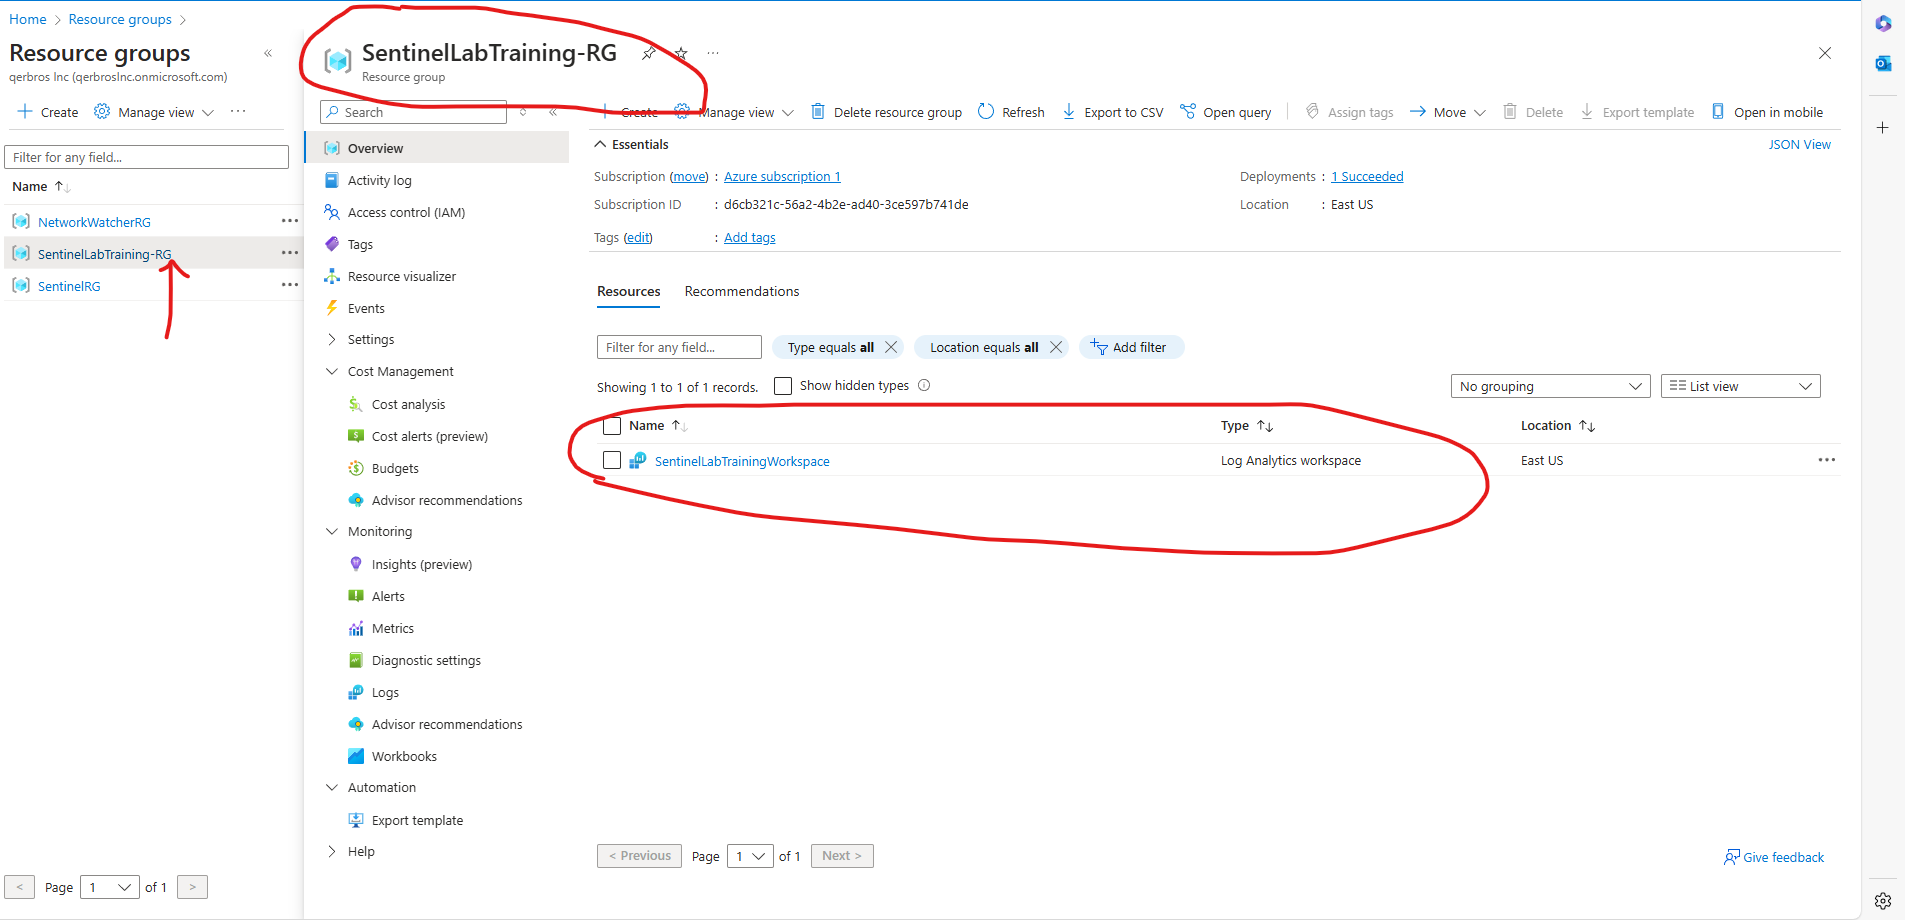 Home > Resource groups >
Resource groups «
qerbros Inc (qerbrosInc.onmicrosoft.com)
+ Create Manage view ...
Filter for any field...
Name ↑↓
NetworkWatcherRG ...
SentinelLabTraining-RG ...
SentinelRG ...
< Page 1 of 1 >
SentinelLabTraining-RG ...
Resource group
Search «
Overview
Activity log
Access control (IAM)
Tags
Resource visualizer
Events
Settings
Cost Management
Cost analysis
Cost alerts (preview)
Budgets
Advisor recommendations
Monitoring
Insights (preview)
Alerts
Metrics
Diagnostic settings
Logs
Advisor recommendations
Workbooks
Automation
Export template
Help
+ Create Manage view Delete resource group Refresh Export to CSV Open query Assign tags Move Delete Export template Open in mobile
Essentials JSON View
Subscription (move) : Azure subscription 1 Deployments : 1 Succeeded
Subscription ID : d6cb321c-56a2-4b2e-ad40-3ce597b741de Location : East US
Tags (edit) : Add tags
Resources Recommendations
Filter for any field... Type equals all Location equals all Add filter
Showing 1 to 1 of 1 records. Show hidden types No grouping List view
Name ↑↓ Type ↑↓ Location ↑↓
SentinelLabTrainingWorkspace Log Analytics workspace East US ...
< Previous Page 1 of 1 Next > Give feedback